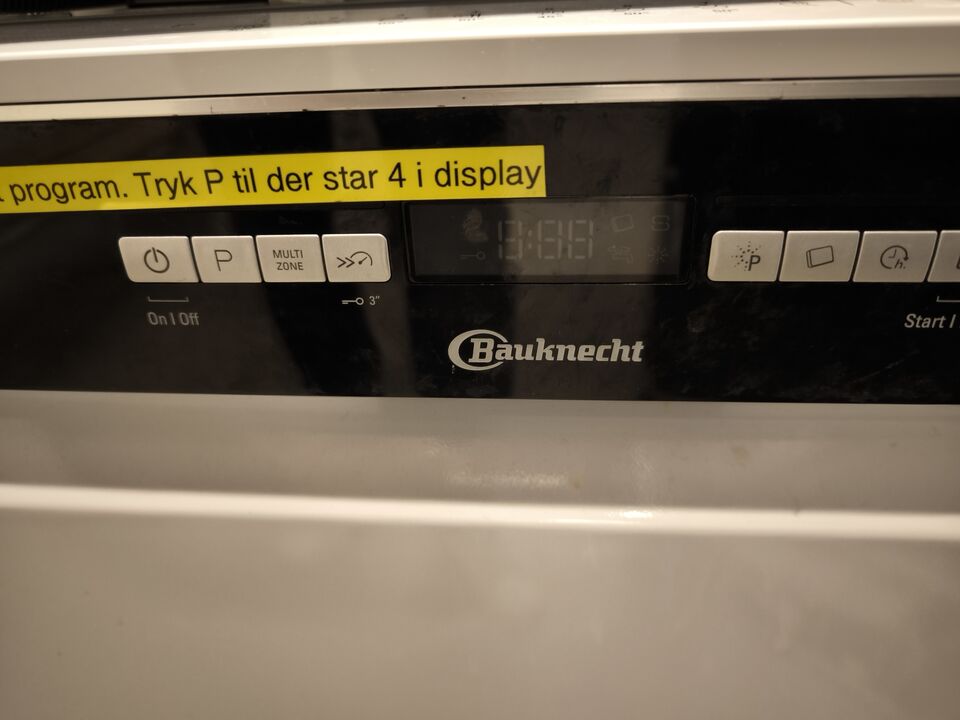 program. Tryk P til der star 4 i display
P
MULTI
ZONE
P
h.
3"
On | Off
Start |
Bauknecht